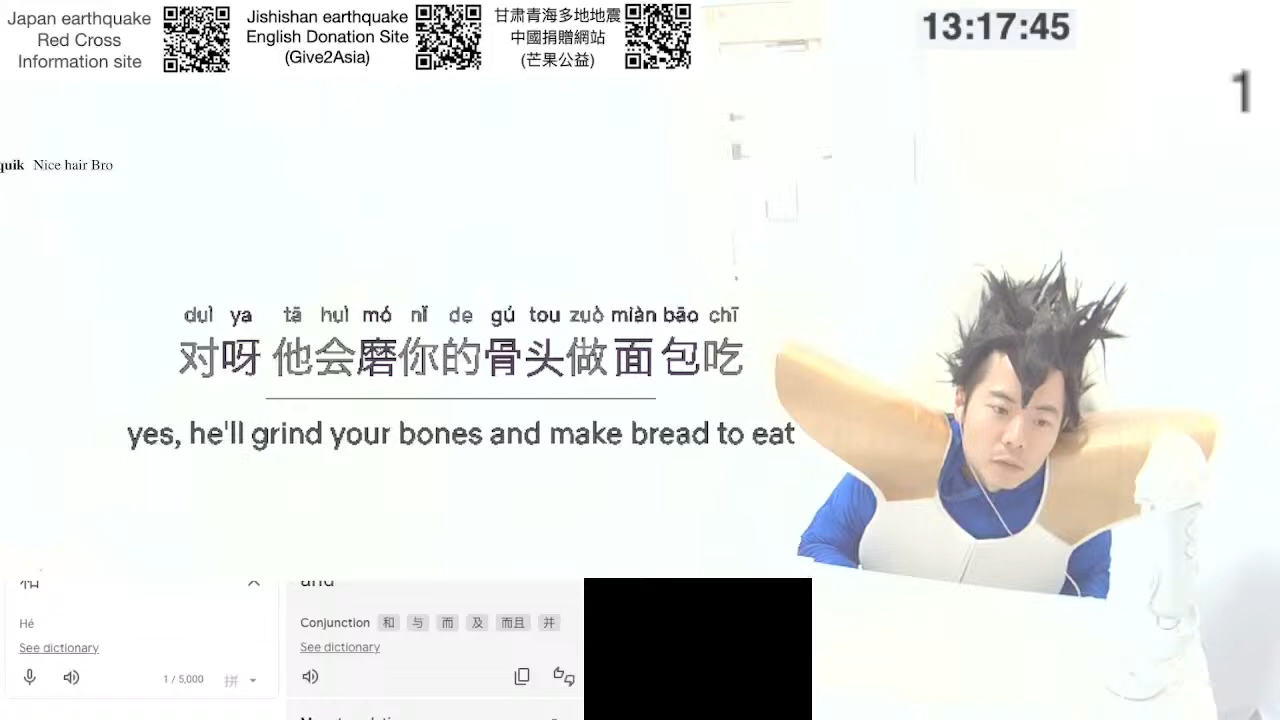 Japan earthquake
Red Cross
Information site
Jishishan earthquake
English Donation Site
(Give2Asia)
甘肅青海多地地震
中國捐贈網站
(芒果公益)
13:17:45
1
quik Nice hair Bro
duì ya tā huì mó nǐ de gú tou zuò miàn bāo chī
对呀 他会磨你的骨头做面包吃
yes, he'll grind your bones and make bread to eat
Hé
See dictionary
1 / 5,000
拼
and
Conjunction 和 与 而 及 而且 并
See dictionary